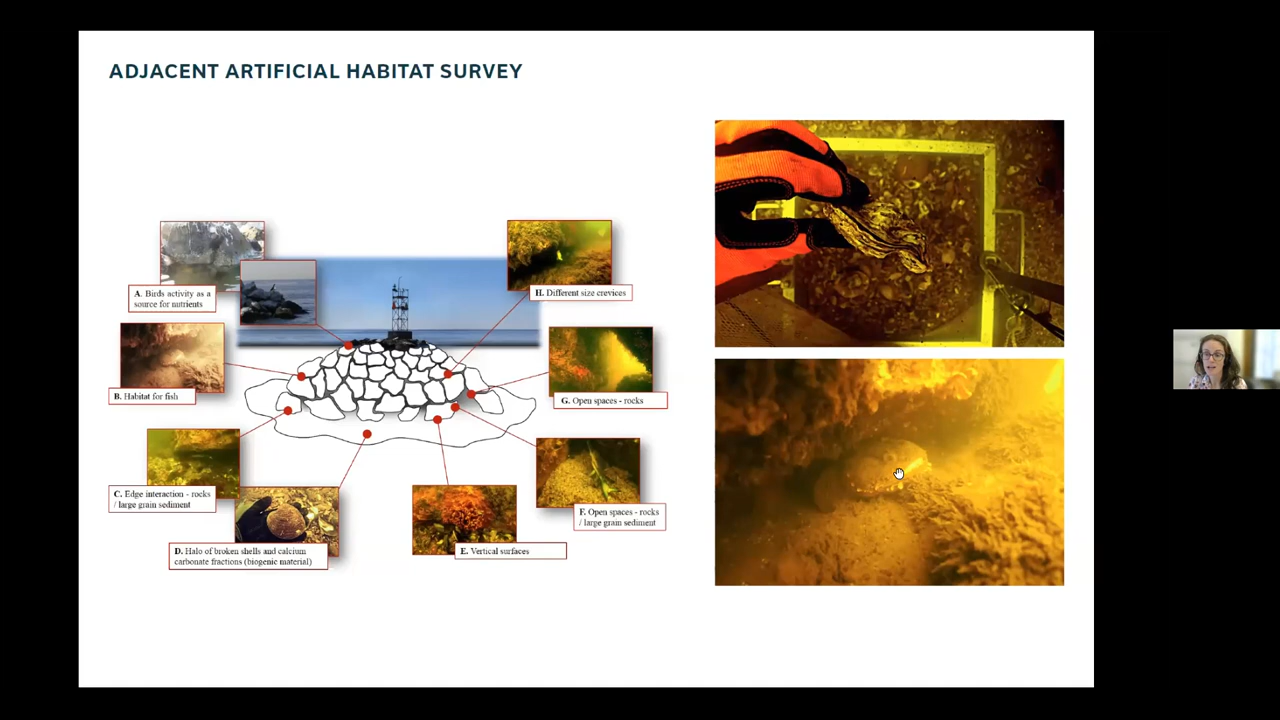 ADJACENT ARTIFICIAL HABITAT SURVEY
A. Birds activity as a
source for nutrients
B. Habitat for fish
C. Edge interaction - rocks
/ large grain sediment
D. Halo of broken shells and calcium
carbonate fractions (biogenic material)
E. Vertical surfaces
F. Open spaces - rocks
/ large grain sediment
G. Open spaces - rocks
H. Different size crevices